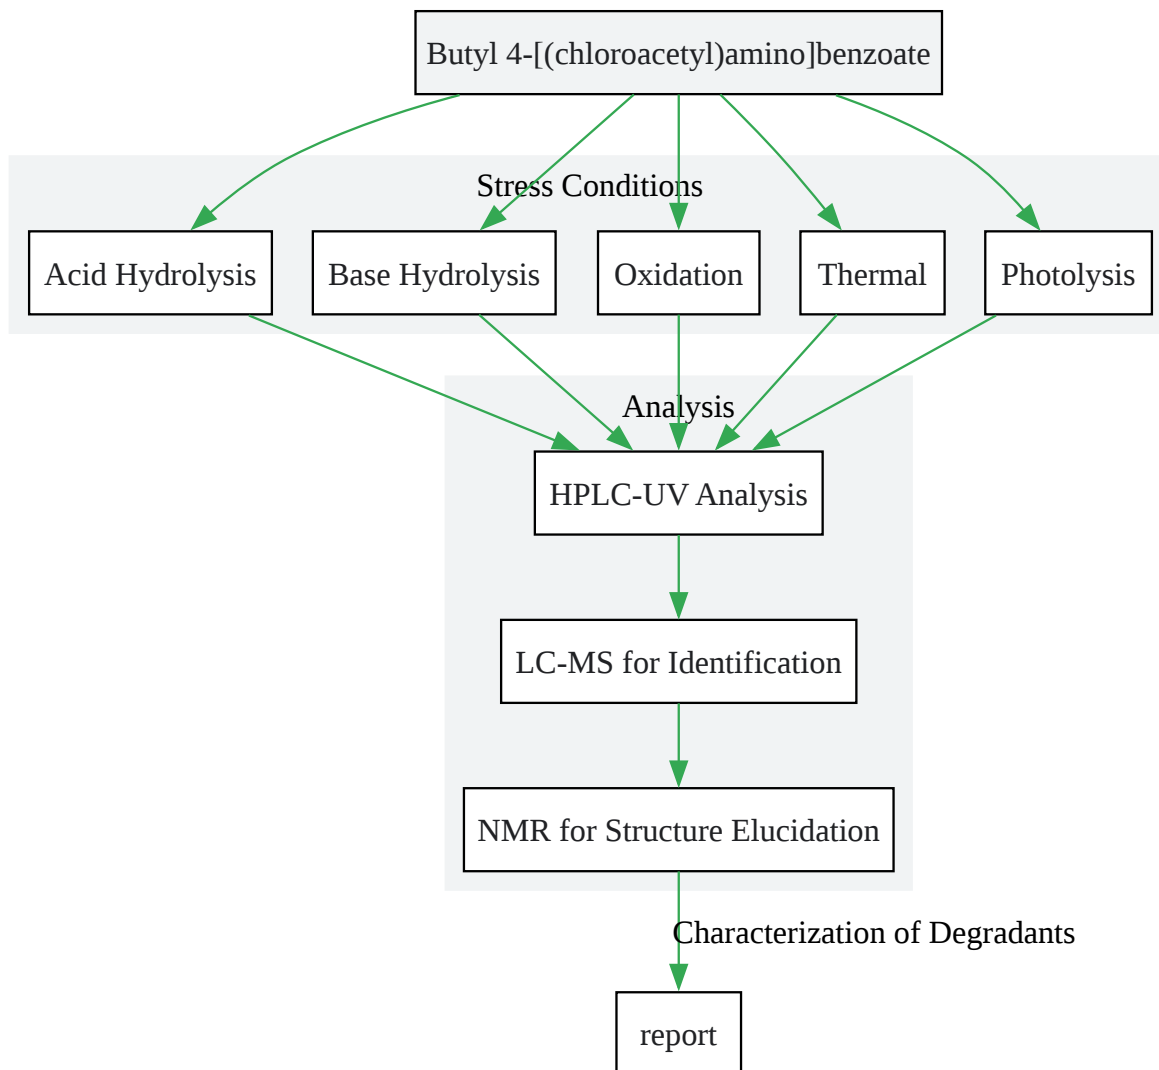 Butyl 4-[(chloroacetyl)amino]benzoate
Stress Conditions
Acid Hydrolysis
Base Hydrolysis
Oxidation
Thermal
Photolysis
Analysis
HPLC-UV Analysis
LC-MS for Identification
NMR for Structure Elucidation
Characterization of Degradants
report